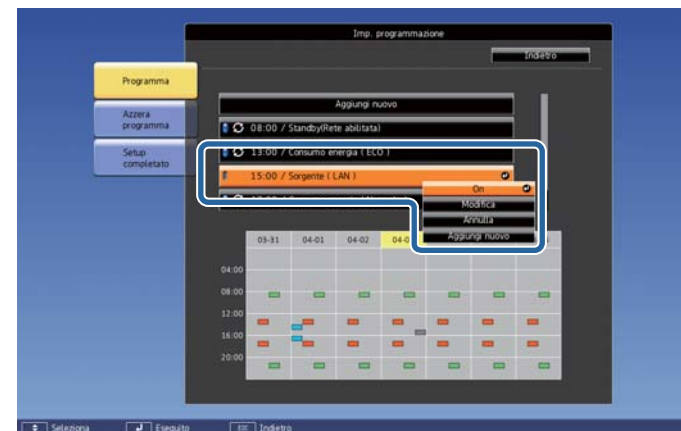 Imp. programmazione
Indietro
Programma
Azzera
programma
Setup
completato
Aggiungi nuovo
08:00 / Standby(Rete abilitata)
13:00 / Consumo energia ( ECO )
15:00 / Sorgente ( LAN )
On
Modifica
Annulla
Aggiungi nuovo
03-31 04-01 04-02
04:00
08:00
12:00
16:00
20:00
Seleziona Eseguito Indietro